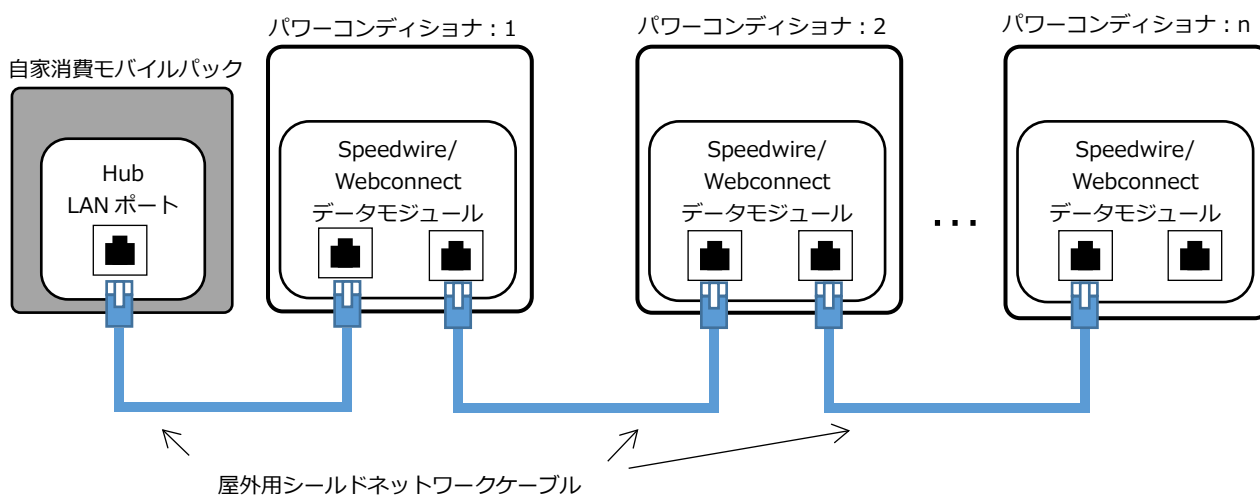 パワーコンディショナ：1
パワーコンディショナ：2
パワーコンディショナ：n
自家消費モバイルパック
Hub
LAN ポート
Speedwire/
Webconnect
データモジュール
Speedwire/
Webconnect
データモジュール
…
Speedwire/
Webconnect
データモジュール
屋外用シールドネットワークケーブル